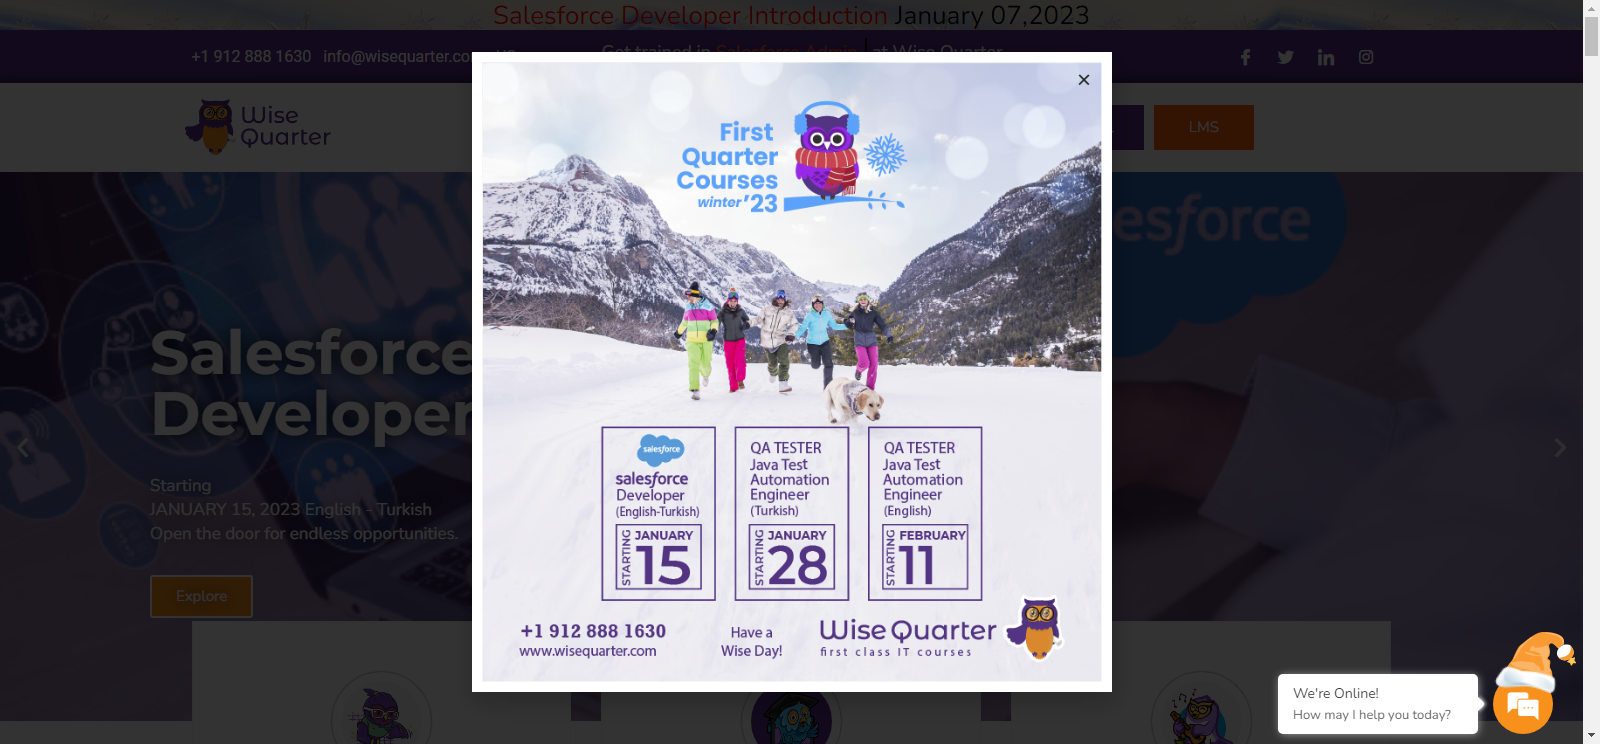 Salesforce Developer Introduction January 07,2023
+1 912 888 1630 info@wisequarter.co
Get trained in Salesforce Admin at Wise Quarter
Wise
Quarter
LMS
First
Quarter
Courses
winter '23
esforce
Salesforce
Developer
Starting
JANUARY 15, 2023 English - Turkish
Open the door for endless opportunities.
Explore
salesforce
salesforce
Developer
(English-Turkish)
STARTING
JANUARY
15
QA TESTER
Java Test
Automation
Engineer
(Turkish)
STARTING
JANUARY
28
QA TESTER
Java Test
Automation
Engineer
(English)
STARTING
FEBRUARY
11
+1 912 888 1630
www.wisequarter.com
Have a
Wise Day!
Wise Quarter
first class IT courses
We're Online!
How may I help you today?